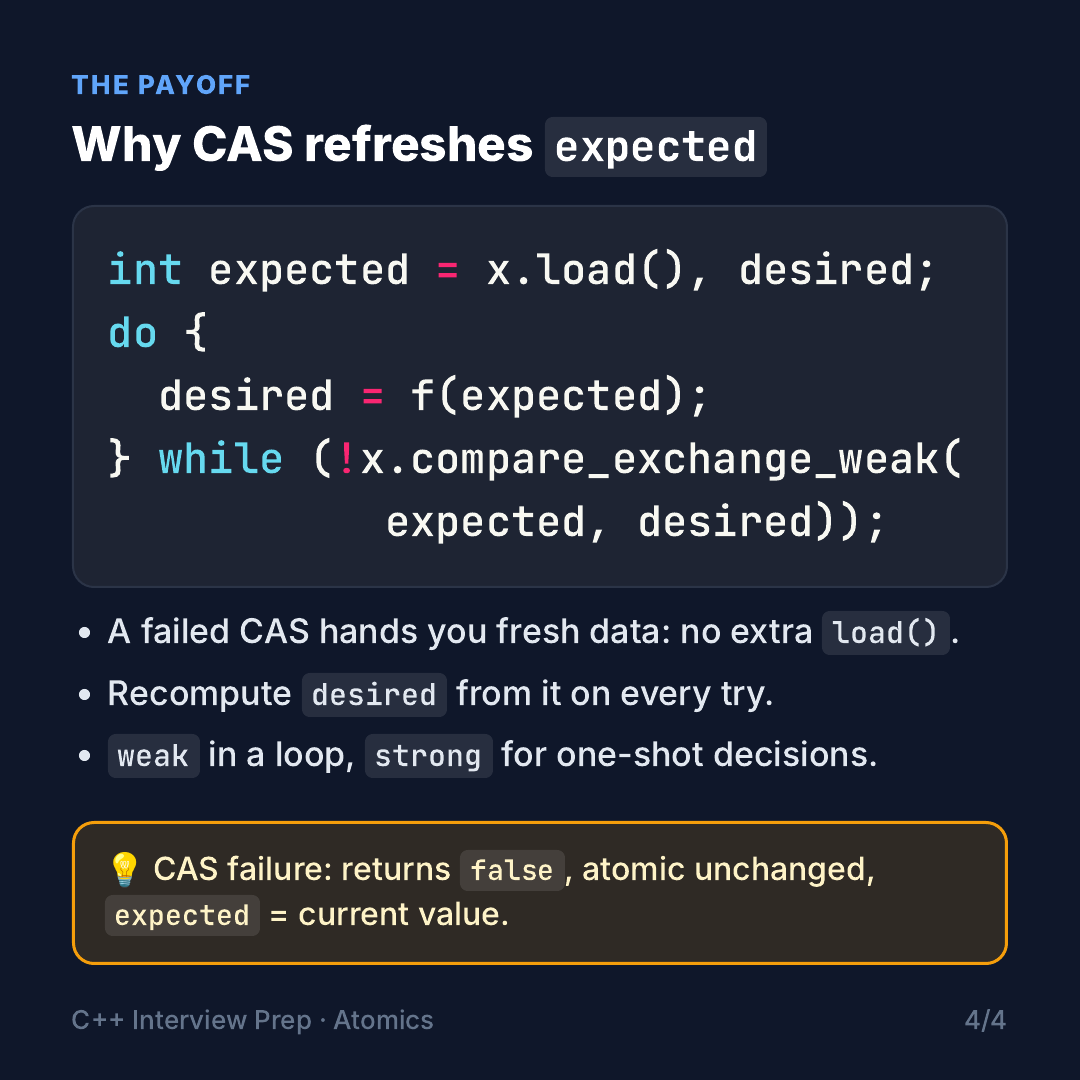 THE PAYOFF
Why CAS refreshes expected
int expected = x.load(), desired;
do {
  desired = f(expected);
} while (!x.compare_exchange_weak(
           expected, desired));
• A failed CAS hands you fresh data: no extra load().
• Recompute desired from it on every try.
• weak in a loop, strong for one-shot decisions.
💡 CAS failure: returns false, atomic unchanged,
expected = current value.
C++ Interview Prep · Atomics
4/4